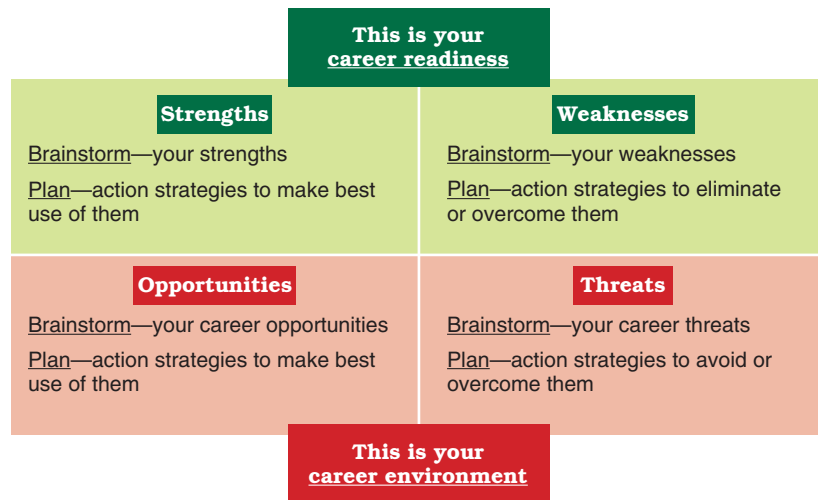 This is your
career readiness
Strengths
Brainstorm—your strengths
Plan—action strategies to make best
use of them
Weaknesses
Brainstorm—your weaknesses
Plan—action strategies to eliminate
or overcome them
Opportunities
Brainstorm—your career opportunities
Plan—action strategies to make best
use of them
Threats
Brainstorm—your career threats
Plan—action strategies to avoid or
overcome them
This is your
career environment